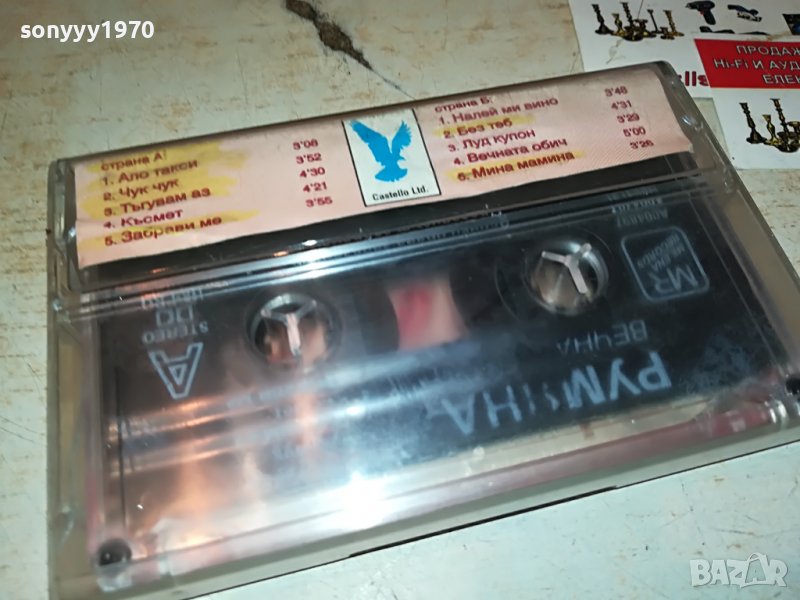 sonyyy1970
ПРОДАЖ
Hi-Fi И АУД
ЕЛЕК
страна А:
1. Ало такси 3'08
2. Чук чук 3'52
3. Тъгувам аз 4'30
4. Късмет 4'21
5. Забрави ме 3'55
Castello Ltd.
страна Б:
1. Налей ми вино 3'48
2. Без теб 4'31
3. Луд купон 3'29
4. Вечната обич 5'00
5. Мина мамина 3'26
A
STEREO
MR
РУМЯНА
ВЕЧНА
BAZAR